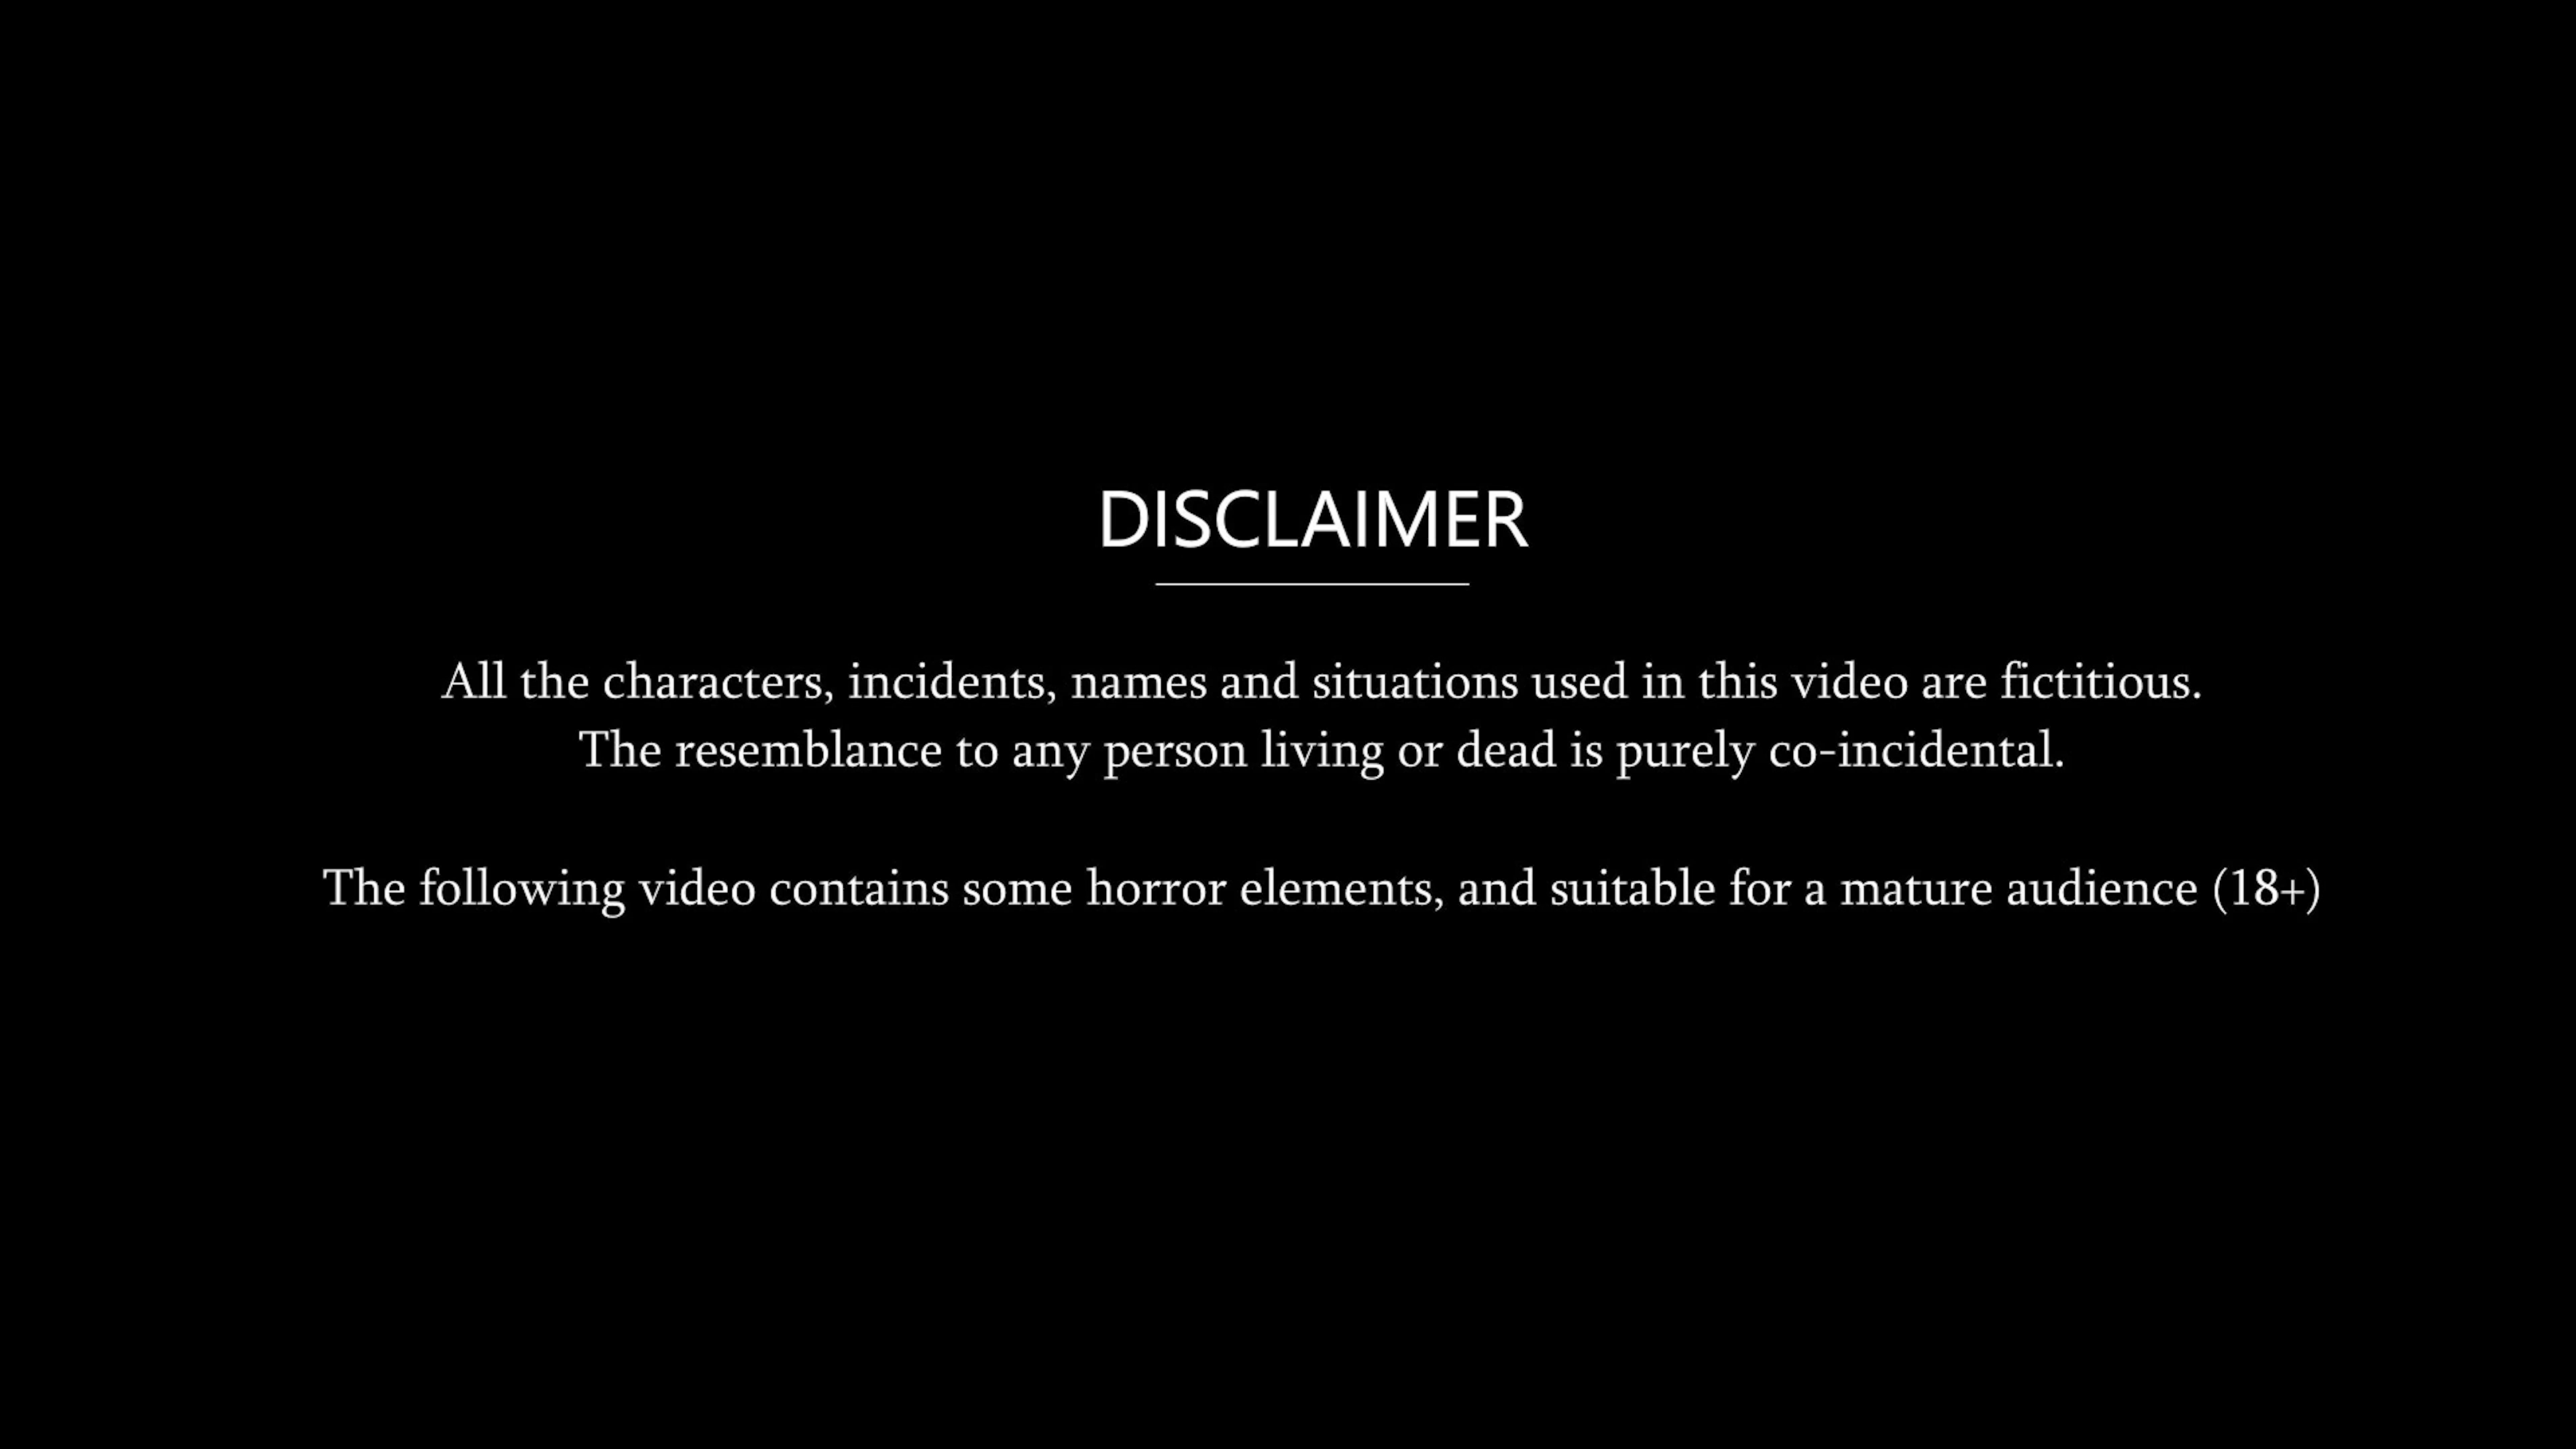 DISCLAIMER
All the characters, incidents, names and situations used in this video are fictitious.
The resemblance to any person living or dead is purely co-incidental.
The following video contains some horror elements, and suitable for a mature audience (18+)